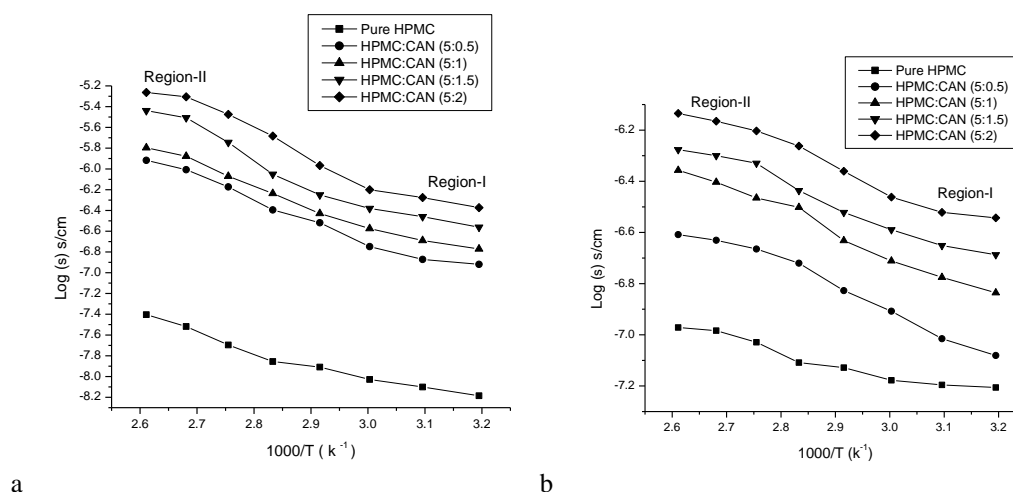 Pure HPMC
HPMC:CAN (5:0.5)
HPMC:CAN (5:1)
HPMC:CAN (5:1.5)
HPMC:CAN (5:2)
Region-II
Region-I
-5.2
-5.4
-5.6
-5.8
-6.0
-6.2
-6.4
-6.6
-6.8
-7.0
-7.2
-7.4
-7.6
-7.8
-8.0
-8.2
Log (s) s/cm
2.6 2.7 2.8 2.9 3.0 3.1 3.2
1000/T ( k -1)
a
Pure HPMC
HPMC:CAN (5:0.5)
HPMC:CAN (5:1)
HPMC:CAN (5:1.5)
HPMC:CAN (5:2)
Region-II
Region-I
-6.2
-6.4
-6.6
-6.8
-7.0
-7.2
Log (s) s/cm
2.6 2.7 2.8 2.9 3.0 3.1 3.2
1000/T (k-1)
b